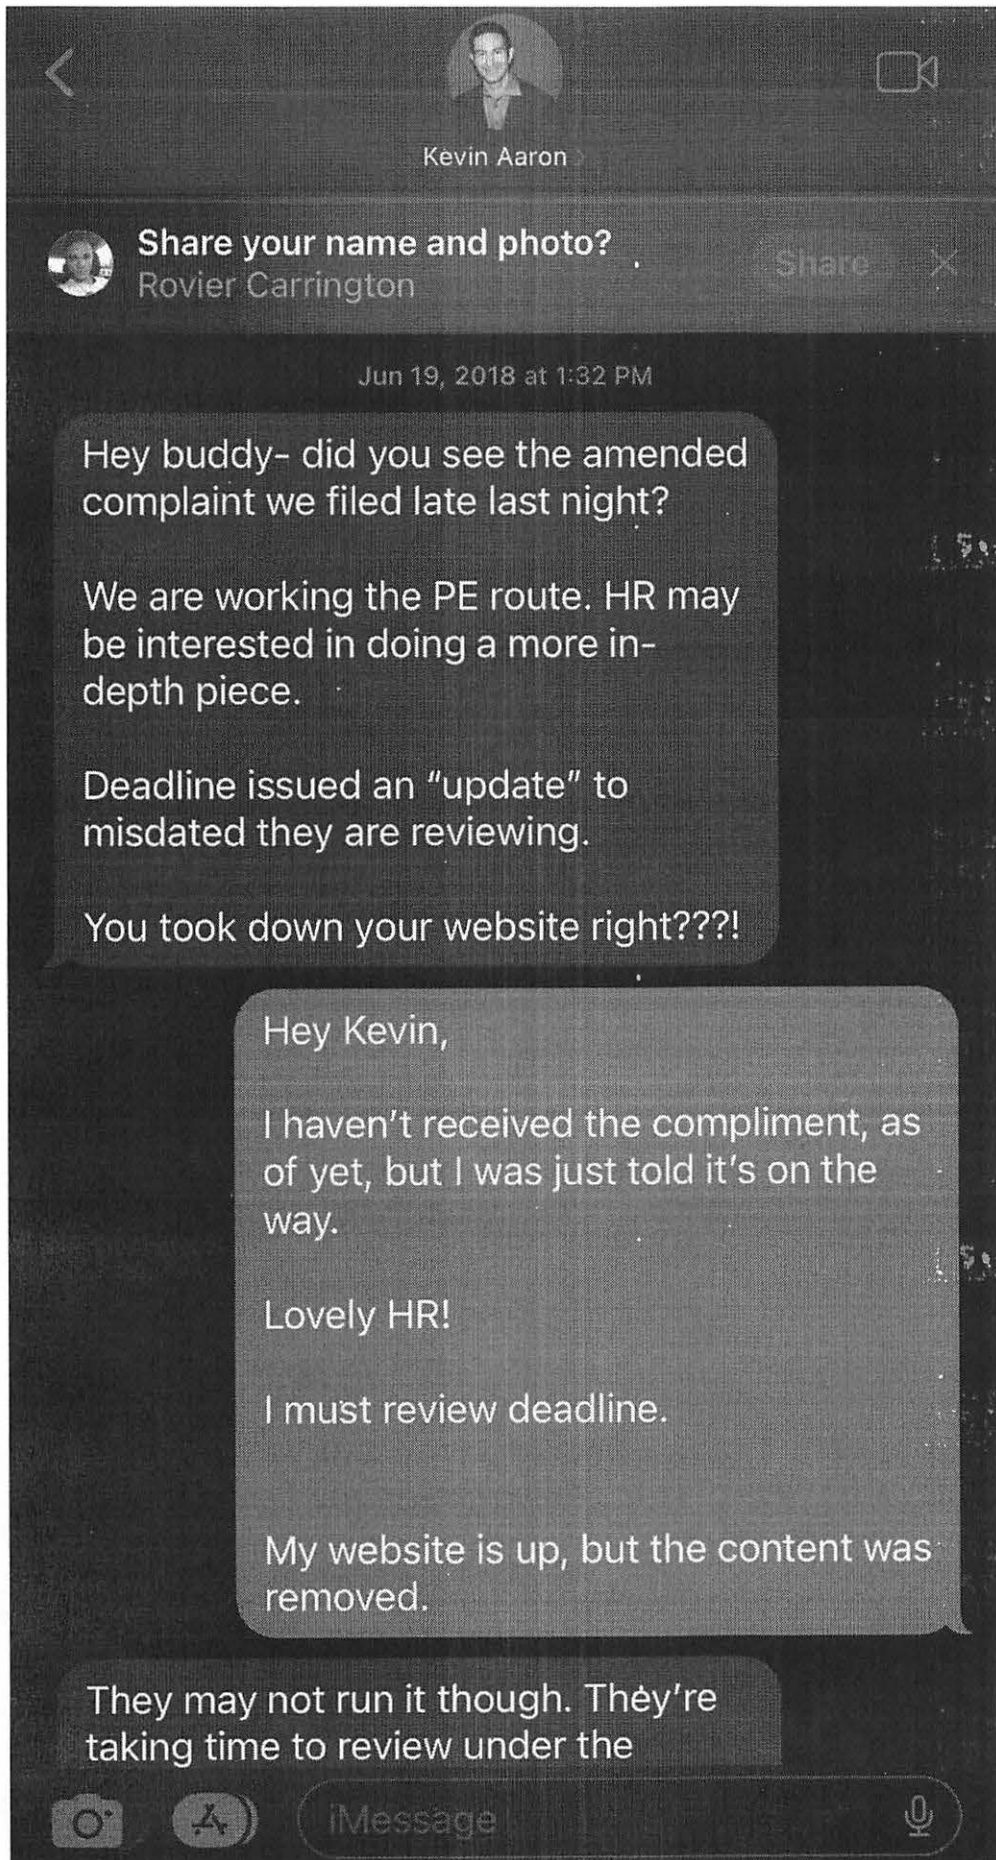 Kevin Aaron
Share your name and photo?
Rovier Carrington
Share
Jun 19, 2018 at 1:32 PM
Hey buddy- did you see the amended
complaint we filed late last night?
We are working the PE route. HR may
be interested in doing a more in-
depth piece.
Deadline issued an “update” to
misdated they are reviewing.
You took down your website right???!
Hey Kevin,
I haven’t received the compliment, as
of yet, but I was just told it’s on the
way.
Lovely HR!
I must review deadline.
My website is up, but the content was
removed.
They may not run it though. They’re
taking time to review under the
iMessage